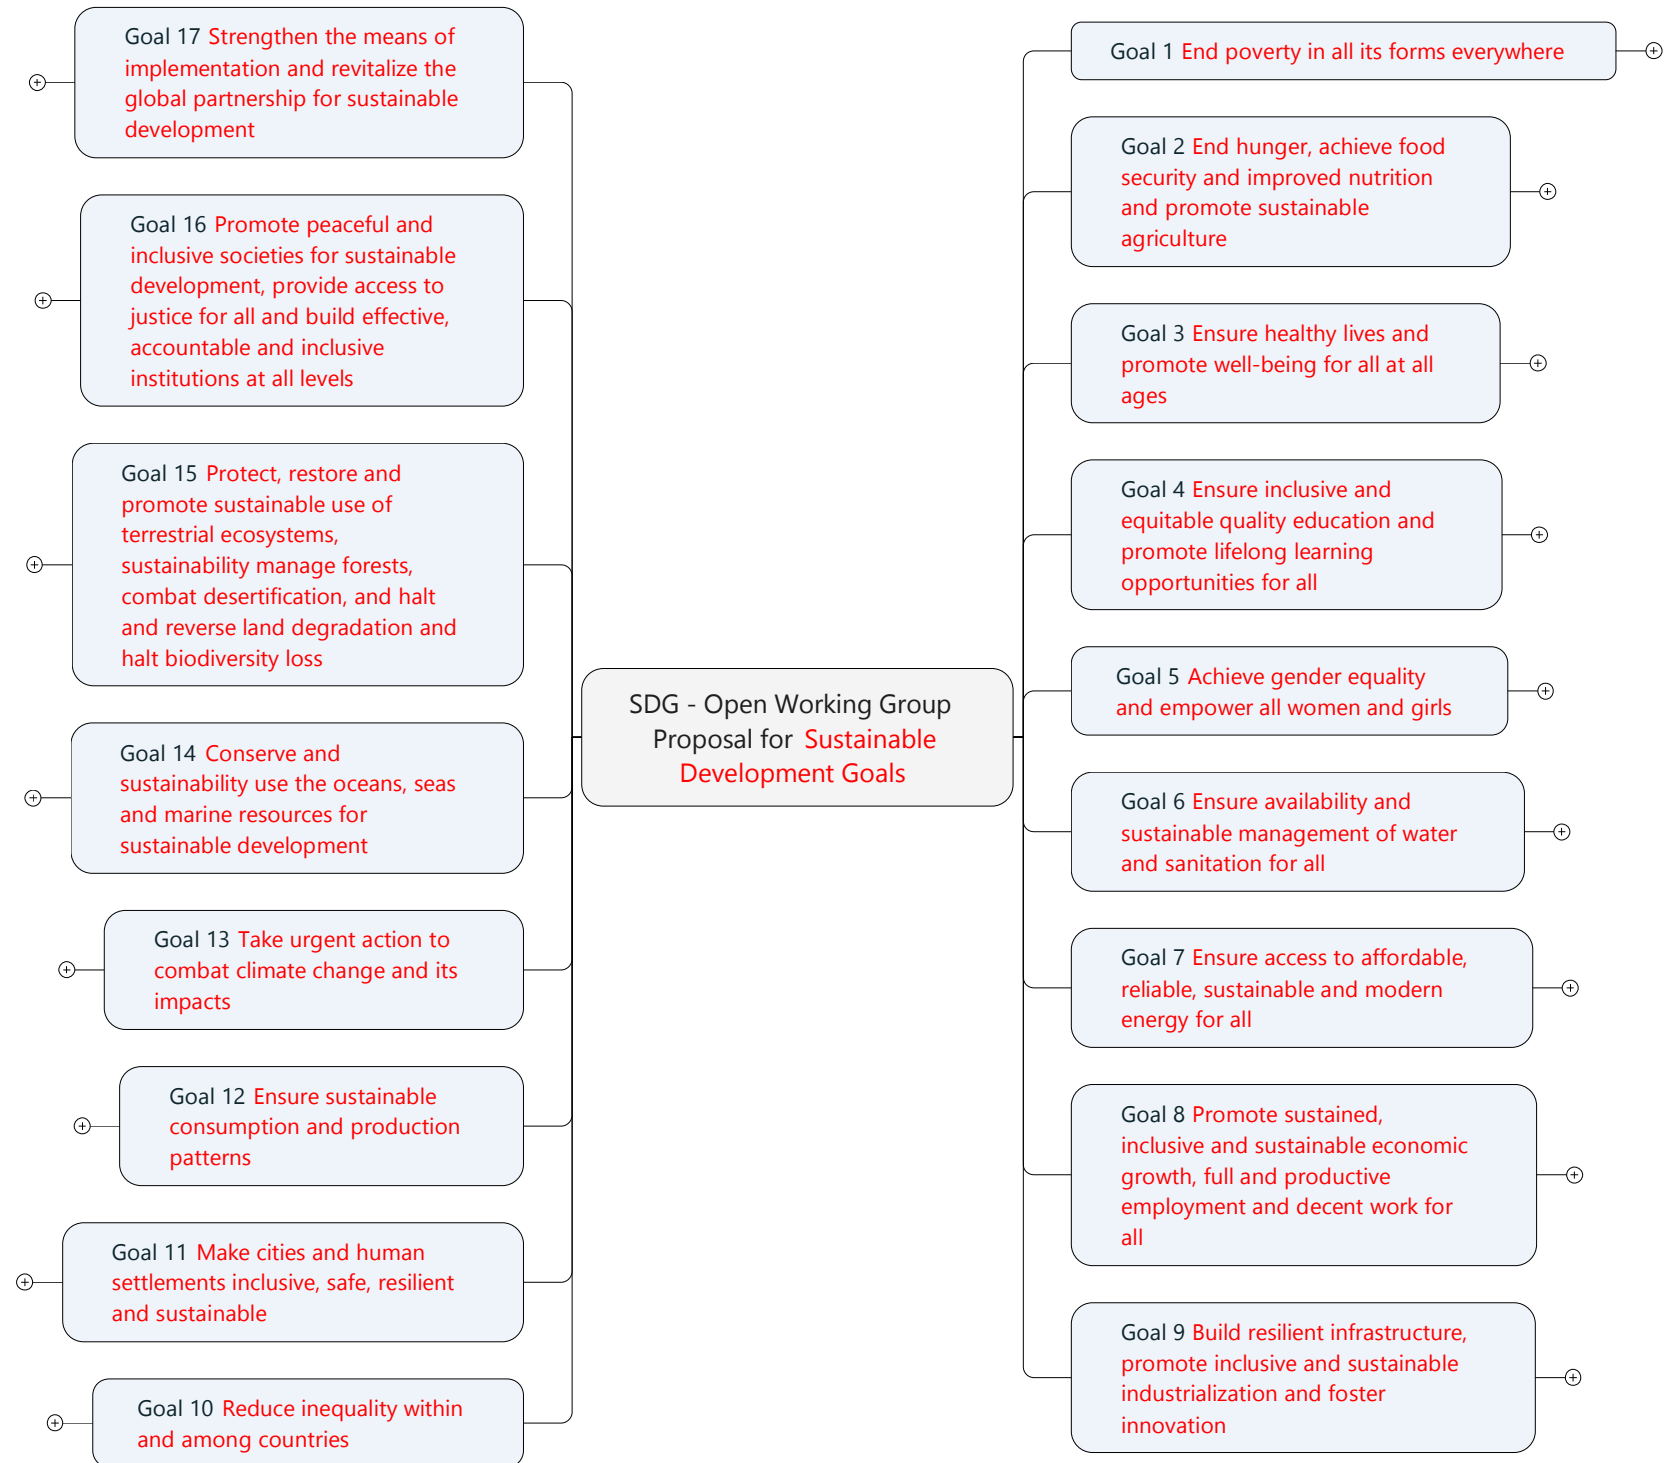 SDG - Open Working Group
Proposal for Sustainable
Development Goals
Goal 1 End poverty in all its forms everywhere
Goal 2 End hunger, achieve food
security and improved nutrition
and promote sustainable
agriculture
Goal 3 Ensure healthy lives and
promote well-being for all at all
ages
Goal 4 Ensure inclusive and
equitable quality education and
promote lifelong learning
opportunities for all
Goal 5 Achieve gender equality
and empower all women and girls
Goal 6 Ensure availability and
sustainable management of water
and sanitation for all
Goal 7 Ensure access to affordable,
reliable, sustainable and modern
energy for all
Goal 8 Promote sustained,
inclusive and sustainable economic
growth, full and productive
employment and decent work for
all
Goal 9 Build resilient infrastructure,
promote inclusive and sustainable
industrialization and foster
innovation
Goal 10 Reduce inequality within
and among countries
Goal 11 Make cities and human
settlements inclusive, safe, resilient
and sustainable
Goal 12 Ensure sustainable
consumption and production
patterns
Goal 13 Take urgent action to
combat climate change and its
impacts
Goal 14 Conserve and
sustainability use the oceans, seas
and marine resources for
sustainable development
Goal 15 Protect, restore and
promote sustainable use of
terrestrial ecosystems,
sustainability manage forests,
combat desertification, and halt
and reverse land degradation and
halt biodiversity loss
Goal 16 Promote peaceful and
inclusive societies for sustainable
development, provide access to
justice for all and build effective,
accountable and inclusive
institutions at all levels
Goal 17 Strengthen the means of
implementation and revitalize the
global partnership for sustainable
development